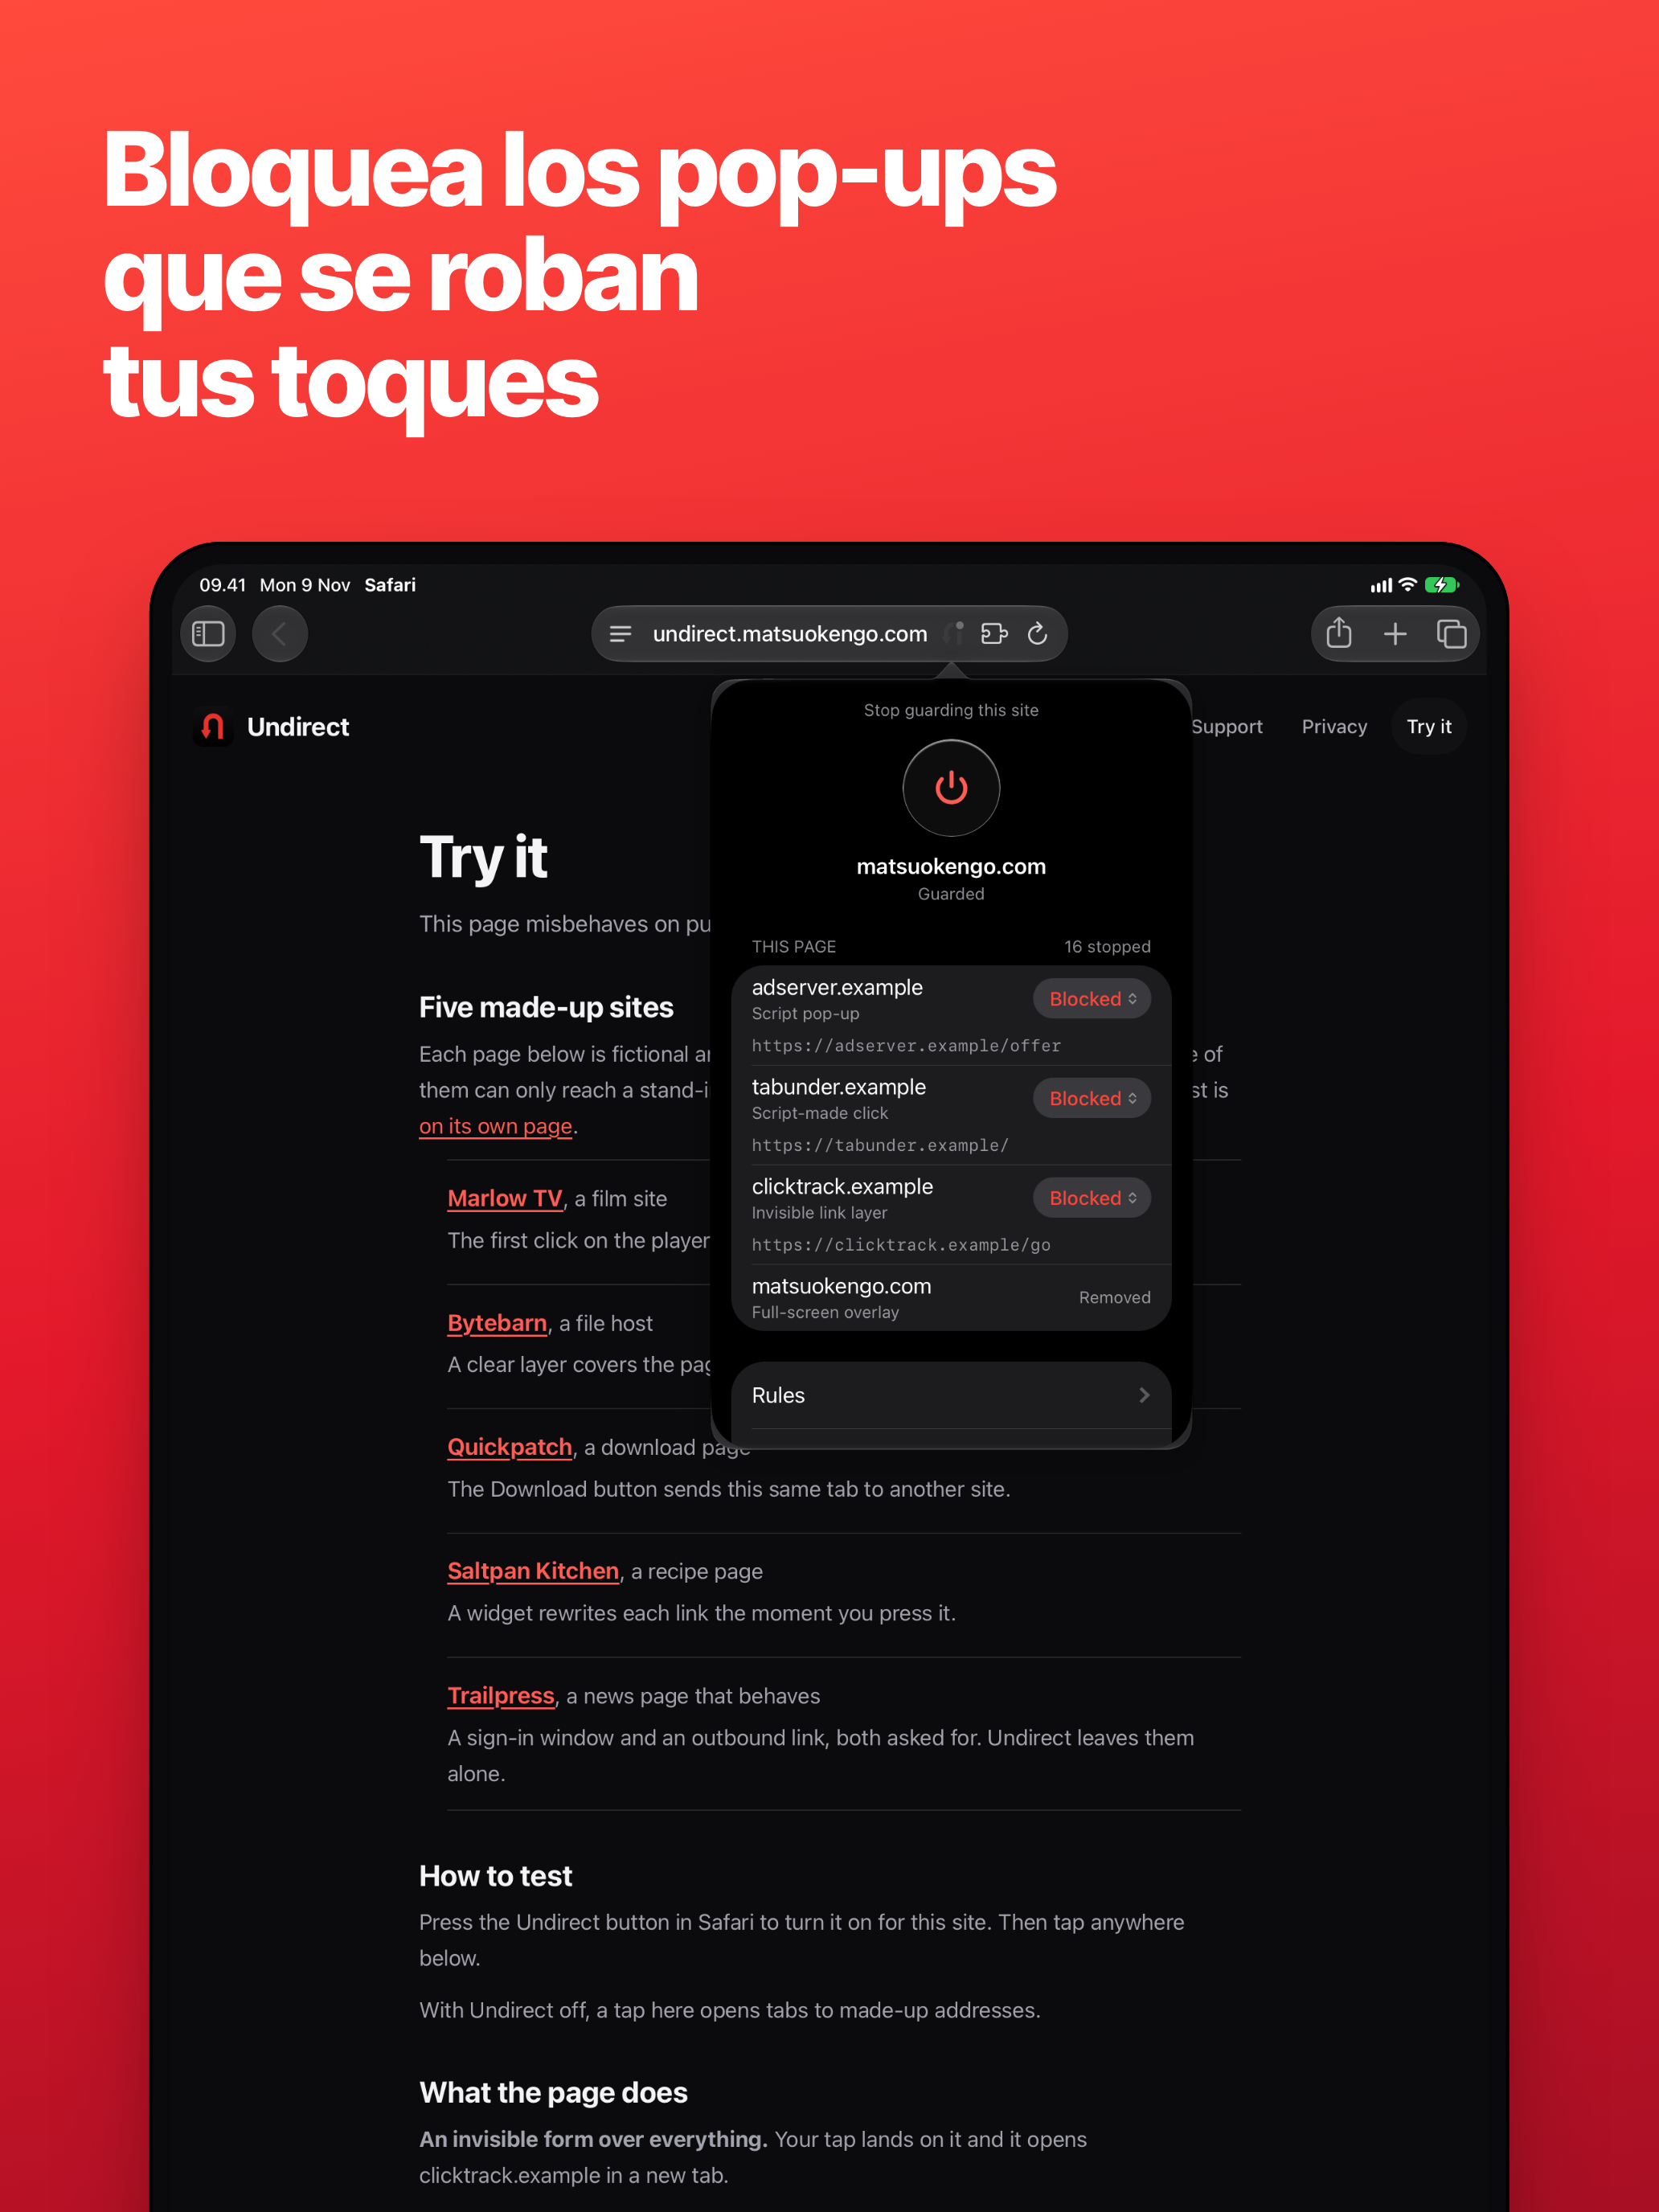 Bloquea los pop-ups
que se roban
tus toques
09.41 Mon 9 Nov Safari
undirect.matsuokengo.com
Undirect
Support Privacy Try it
Stop guarding this site
matsuokengo.com
Guarded
THIS PAGE 16 stopped
adserver.example
Script pop-up
Blocked
https://adserver.example/offer
tabunder.example
Script-made click
Blocked
https://tabunder.example/
clicktrack.example
Invisible link layer
Blocked
https://clicktrack.example/go
matsuokengo.com
Full-screen overlay
Removed
Rules
Try it
This page misbehaves on
Five made-up sites
Each page below is fictional
of
them can only reach a
is
on its own page.
Marlow TV, a film site
The first click on the player
Bytebarn, a file host
A clear layer covers the
Quickpatch, a download page
The Download button sends this same tab to another site.
Saltpan Kitchen, a recipe page
A widget rewrites each link the moment you press it.
Trailpress, a news page that behaves
A sign-in window and an outbound link, both asked for. Undirect leaves them
alone.
How to test
Press the Undirect button in Safari to turn it on for this site. Then tap anywhere
below.
With Undirect off, a tap here opens tabs to made-up addresses.
What the page does
An invisible form over everything. Your tap lands on it and it opens
clicktrack.example in a new tab.